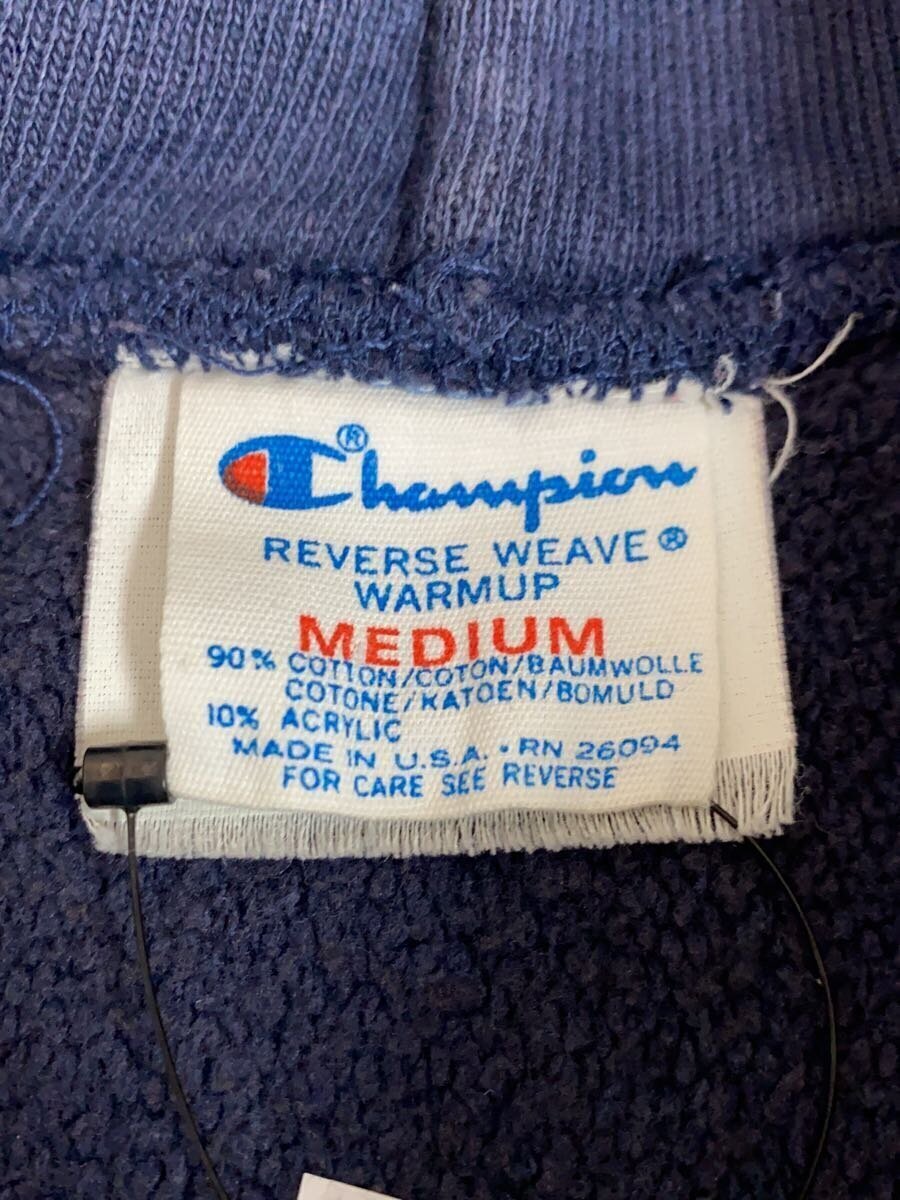 Champion®
REVERSE WEAVE®
WARMUP
MEDIUM
90% COTTON/COTON/BAUMWOLLE
COTONE/KATOEN/BOMULD
10% ACRYLIC
MADE IN U.S.A. • RN 26094
FOR CARE SEE REVERSE